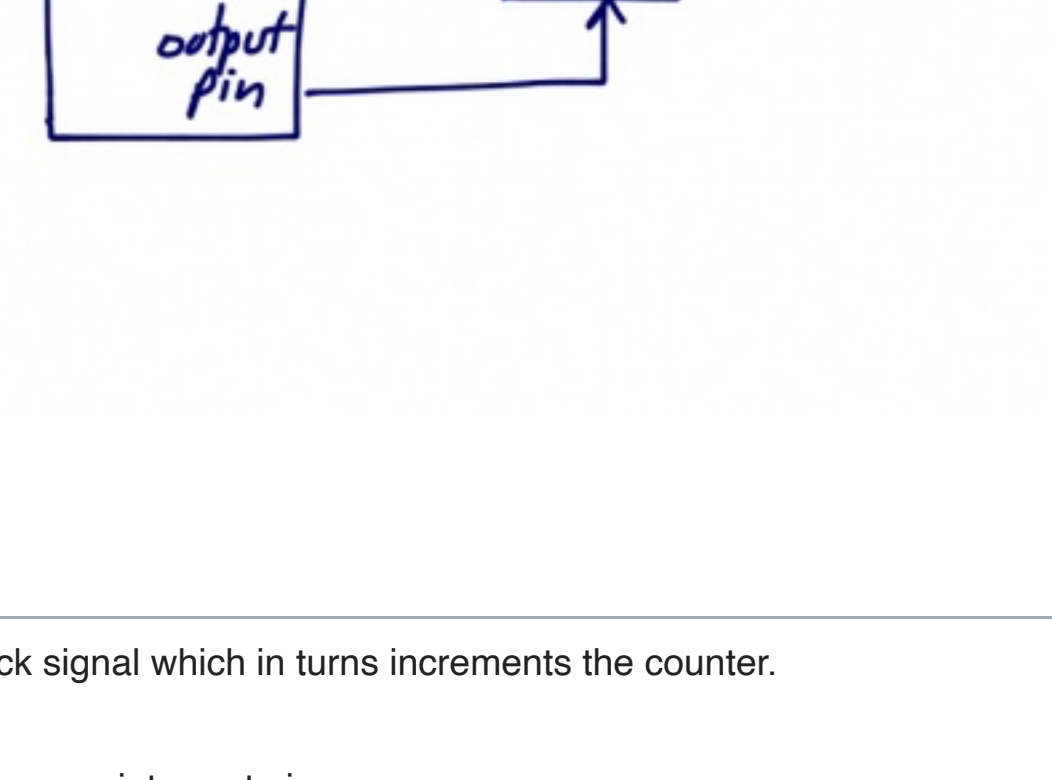 output
pin
ck signal which in turns increments the counter.